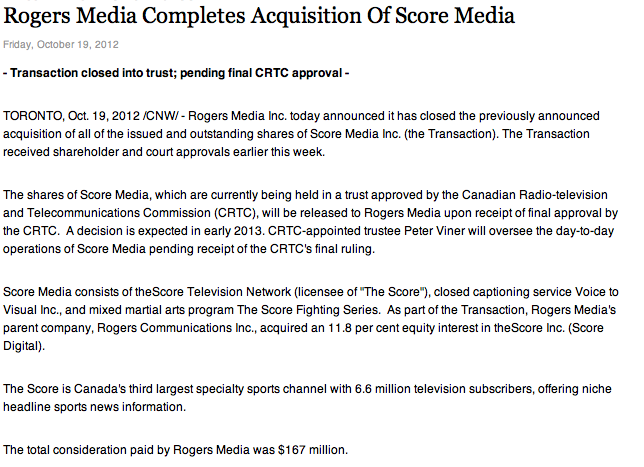 Rogers Media Completes Acquisition Of Score Media
Friday, October 19, 2012
- Transaction closed into trust; pending final CRTC approval -
TORONTO, Oct. 19, 2012 /CNW/ - Rogers Media Inc. today announced it has closed the previously announced
acquisition of all of the issued and outstanding shares of Score Media Inc. (the Transaction). The Transaction
received shareholder and court approvals earlier this week.
The shares of Score Media, which are currently being held in a trust approved by the Canadian Radio-television
and Telecommunications Commission (CRTC), will be released to Rogers Media upon receipt of final approval by
the CRTC. A decision is expected in early 2013. CRTC-appointed trustee Peter Viner will oversee the day-to-day
operations of Score Media pending receipt of the CRTC's final ruling.
Score Media consists of theScore Television Network (licensee of "The Score"), closed captioning service Voice to
Visual Inc., and mixed martial arts program The Score Fighting Series. As part of the Transaction, Rogers Media's
parent company, Rogers Communications Inc., acquired an 11.8 per cent equity interest in theScore Inc. (Score
Digital).
The Score is Canada's third largest specialty sports channel with 6.6 million television subscribers, offering niche
headline sports news information.
The total consideration paid by Rogers Media was $167 million.